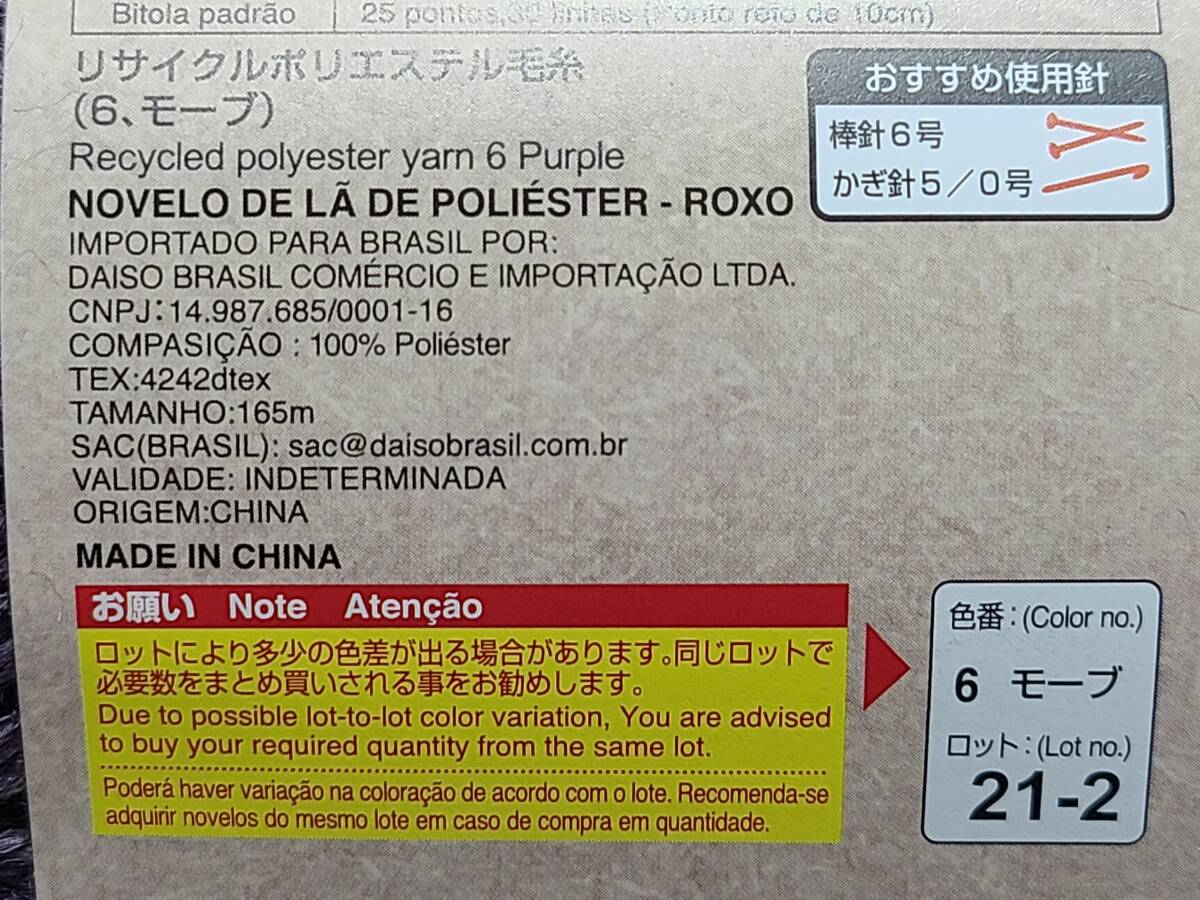 Bitola padrão 25 pontos,32 linhas (Ponto reto de 10cm)
リサイクルポリエステル毛糸
(6、モーブ)
Recycled polyester yarn 6 Purple
NOVELO DE LÃ DE POLIÉSTER - ROXO
IMPORTADO PARA BRASIL POR:
DAISO BRASIL COMÉRCIO E IMPORTAÇÃO LTDA.
CNPJ:14.987.685/0001-16
COMPASIÇÃO : 100% Poliéster
TEX:4242dtex
TAMANHO:165m
SAC(BRASIL): sac@daisobrasil.com.br
VALIDADE: INDETERMINADA
ORIGEM:CHINA
MADE IN CHINA
おすすめ使用針
棒針6号
かぎ針5/0号
お願い Note Atenção
ロットにより多少の色差が出る場合があります。同じロットで
必要数をまとめ買いされる事をお勧めします。
Due to possible lot-to-lot color variation, You are advised
to buy your required quantity from the same lot.
Poderá haver variação na coloração de acordo com o lote. Recomenda-se
adquirir novelos do mesmo lote em caso de compra em quantidade.
色番:(Color no.)
6 モーブ
ロット:(Lot no.)
21-2